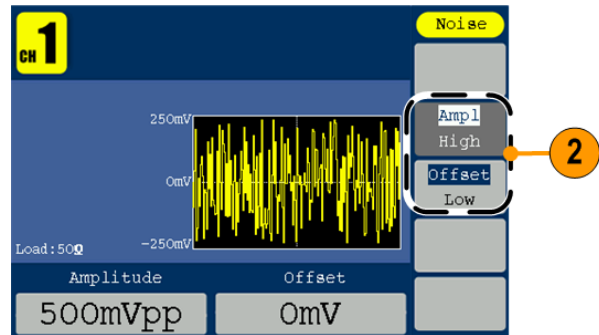 CH 1
Noise
250mV
0mV
-250mV
Load:50Ω
Ampl
High
Offset
Low
2
Amplitude
Offset
500mVpp
0mV